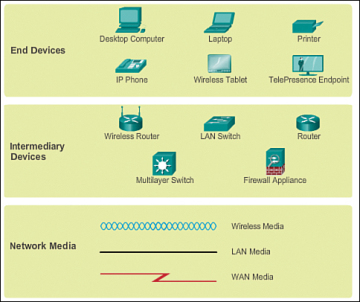 End Devices
Desktop Computer
Laptop
Printer
IP Phone
Wireless Tablet
TelePresence Endpoint
Intermediary
Devices
Wireless Router
LAN Switch
Router
Multilayer Switch
Firewall Appliance
Network Media
Wireless Media
LAN Media
WAN Media